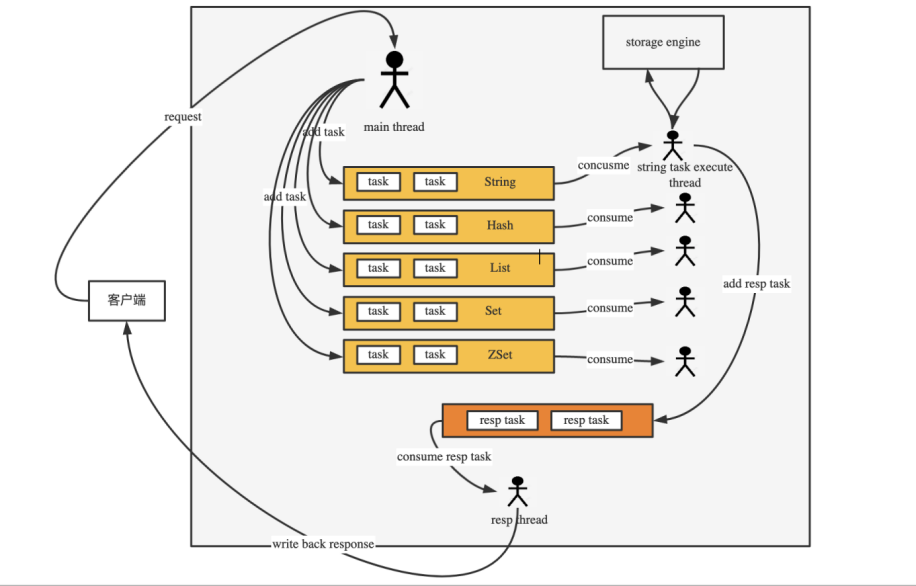 storage engine
request
main thread
add task
add task
task task String
concusme
string task execute
thread
task task Hash
consume
task task List
consume
客户端
add resp task
task task Set
consume
task task ZSet
consume
resp task resp task
consume resp task
resp thread
write back response